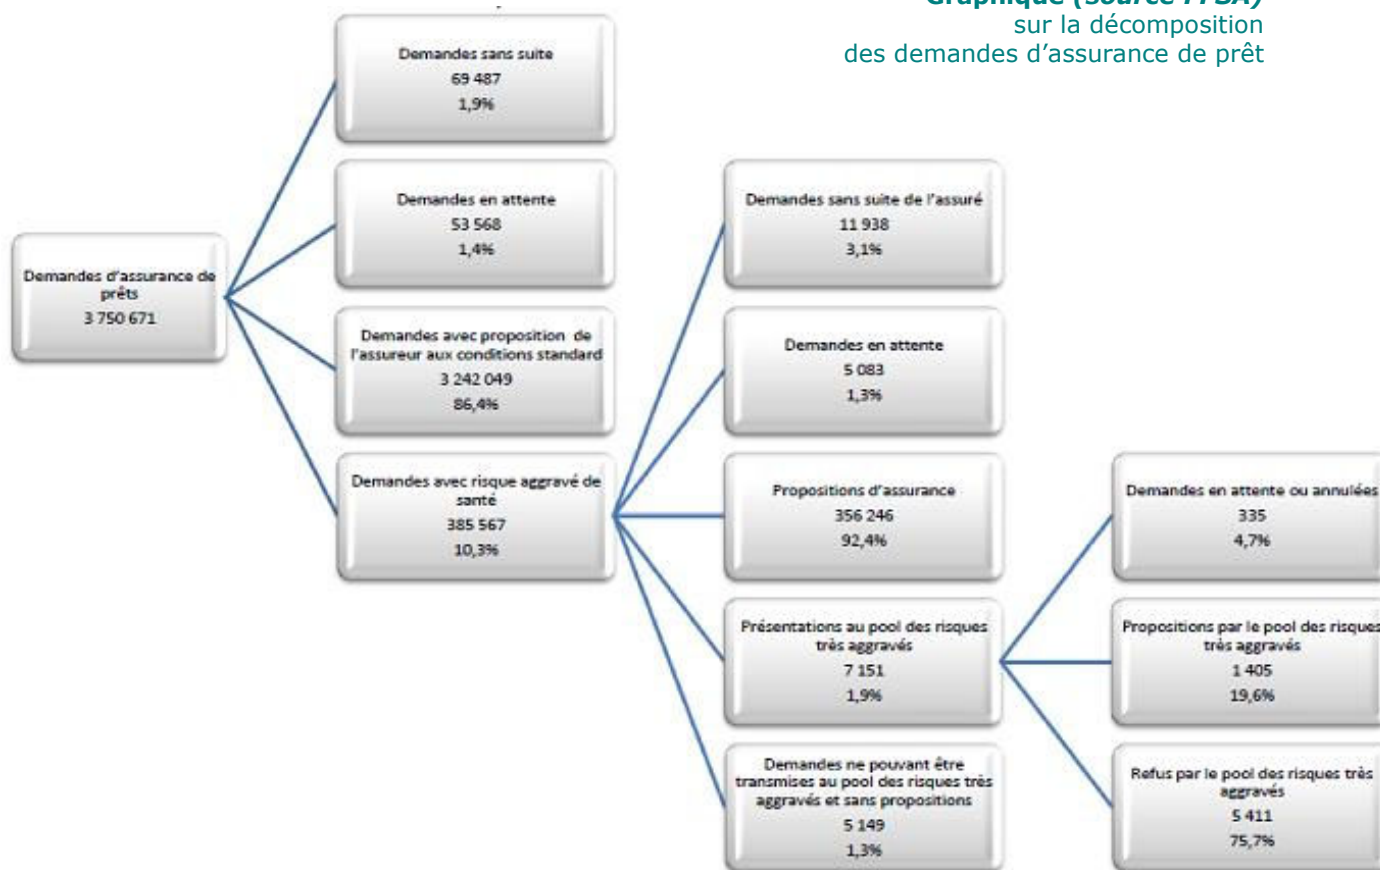 Graphique (source FFSA)
sur la décomposition
des demandes d'assurance de prêt
Demandes d'assurance de
prêts
3 750 671
Demandes sans suite
69 487
1,9%
Demandes en attente
53 568
1,4%
Demandes avec proposition de
l'assureur aux conditions standard
3 242 049
86,4%
Demandes avec risque aggravé de
santé
385 567
10,3%
Demandes sans suite de l'assuré
11 938
3,1%
Demandes en attente
5 083
1,3%
Propositions d'assurance
356 246
92,4%
Présentations au pool des risques
très aggravés
7 151
1,9%
Demandes ne pouvant être
transmises au pool des risques très
aggravés et sans propositions
5 149
1,3%
Demandes en attente ou annulées
335
4,7%
Propositions par le pool des risques
très aggravés
1 405
19,6%
Refus par le pool des risques très
aggravés
5 411
75,7%